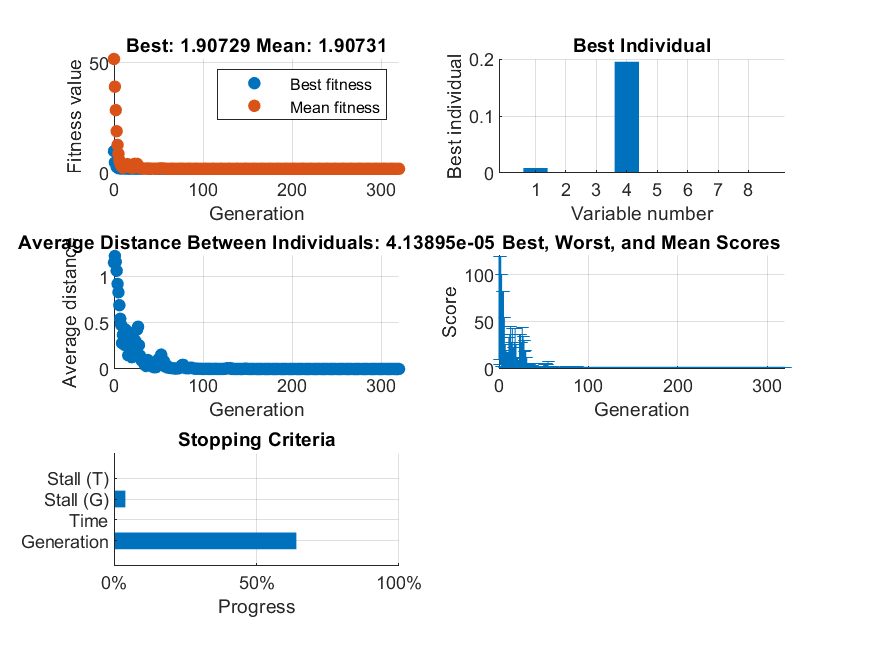 Best: 1.90729 Mean: 1.90731
Fitness value
50
0
Best fitness
Mean fitness
0 100 200 300
Generation
Best Individual
Best individual
0.2
0.1
0
1 2 3 4 5 6 7 8
Variable number
Average Distance Between Individuals: 4.13895e-05
Average distance
1
0.5
0
0 100 200 300
Generation
Best, Worst, and Mean Scores
Score
100
50
0
0 100 200 300
Generation
Stopping Criteria
Stall (T)
Stall (G)
Time
Generation
0% 50% 100%
Progress